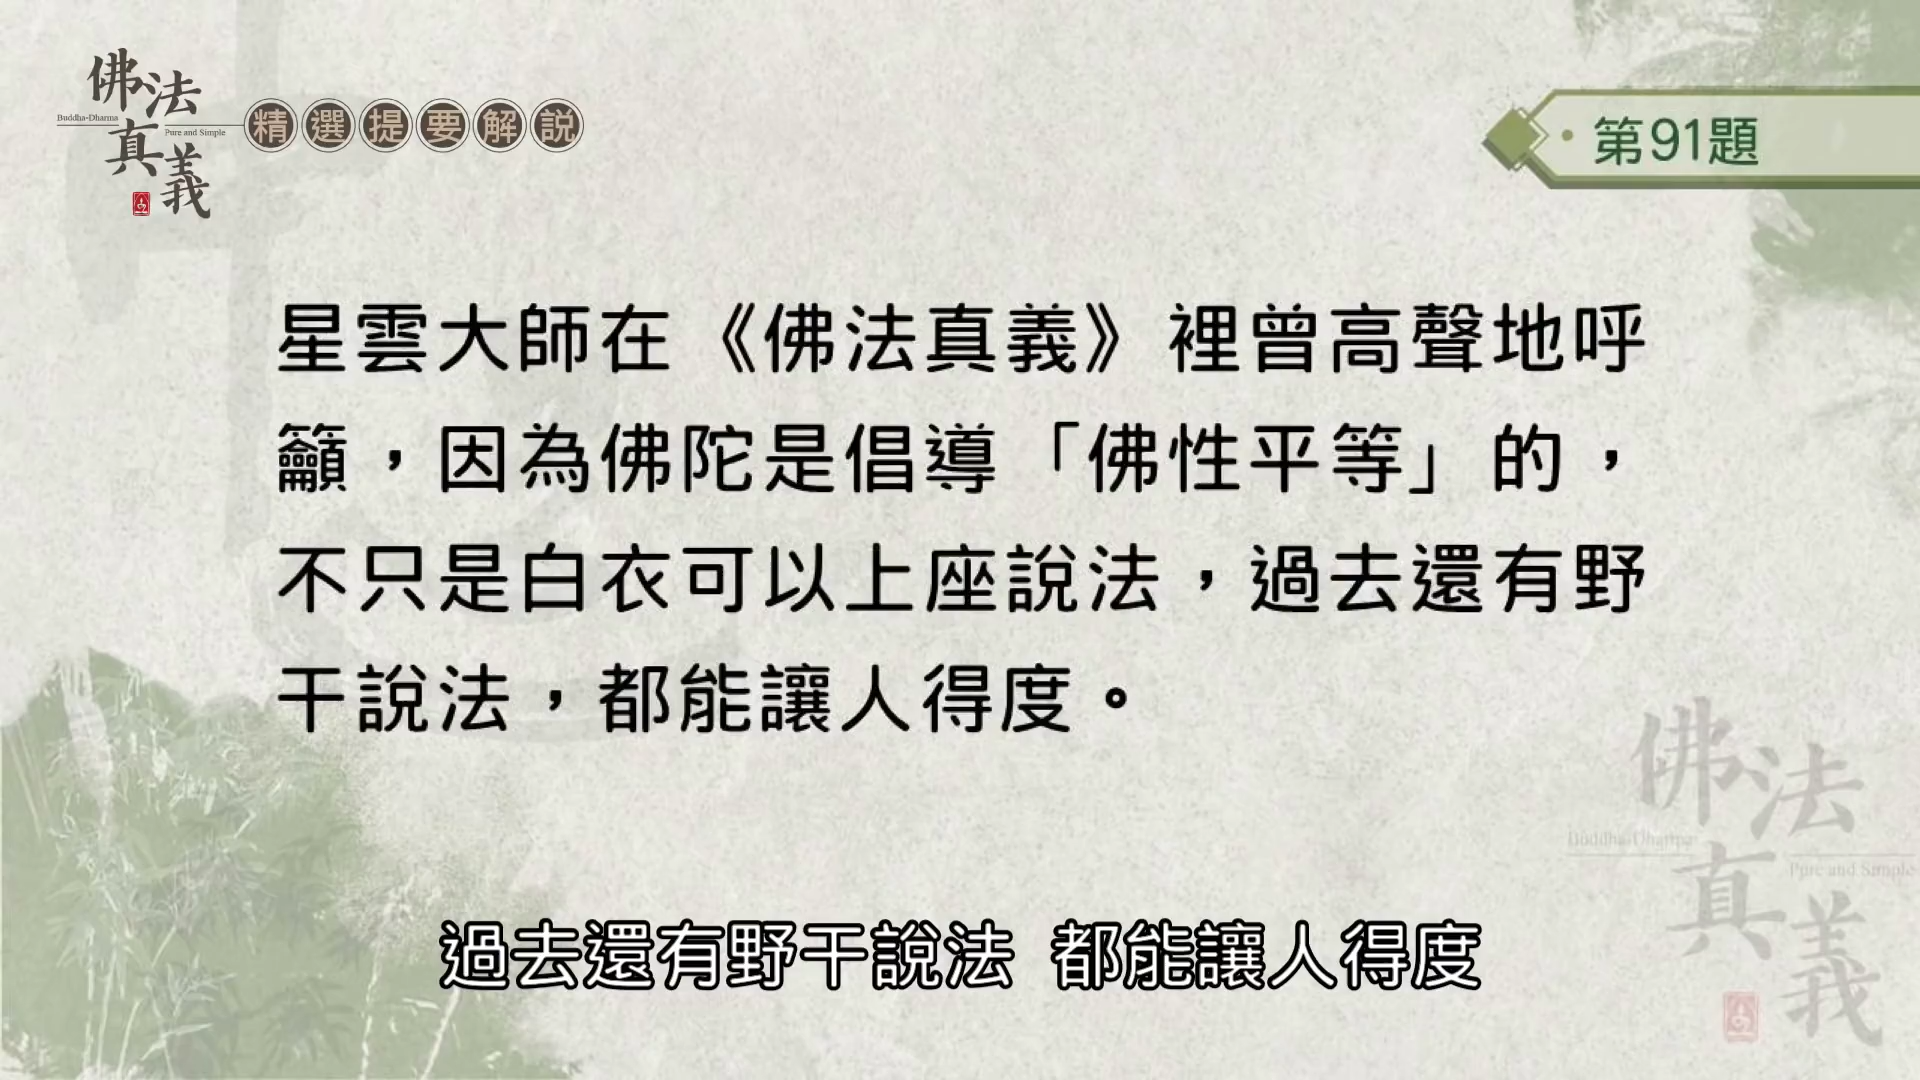 佛法真義
Buddha-Dharma
Pure and Simple
精選提要解說
第91題
星雲大師在《佛法真義》裡曾高聲地呼
籲，因為佛陀是倡導「佛性平等」的，
不只是白衣可以上座說法，過去還有野
干說法，都能讓人得度。
佛法真義
Buddha-Dharma
Pure and Simple
過去還有野干說法 都能讓人得度